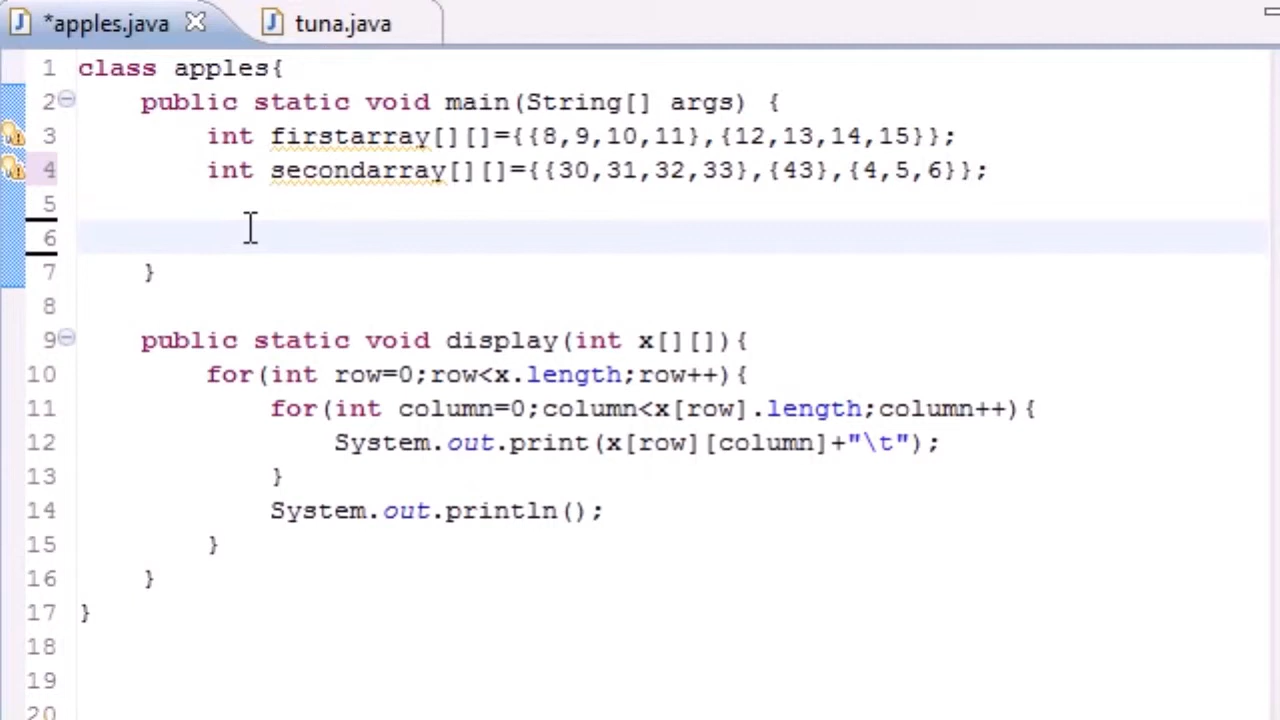 *apples.java tuna.java
1 class apples{
2 public static void main(String[] args) {
3 int firstarray[][]={{8,9,10,11},{12,13,14,15}};
4 int secondarray[][]={{30,31,32,33},{43},{4,5,6}};
5
6
7 }
8
9 public static void display(int x[][]){
10 for(int row=0;row<x.length;row++){
11 for(int column=0;column<x[row].length;column++){
12 System.out.print(x[row][column]+"\t");
13 }
14 System.out.println();
15 }
16 }
17 }
18
19
20